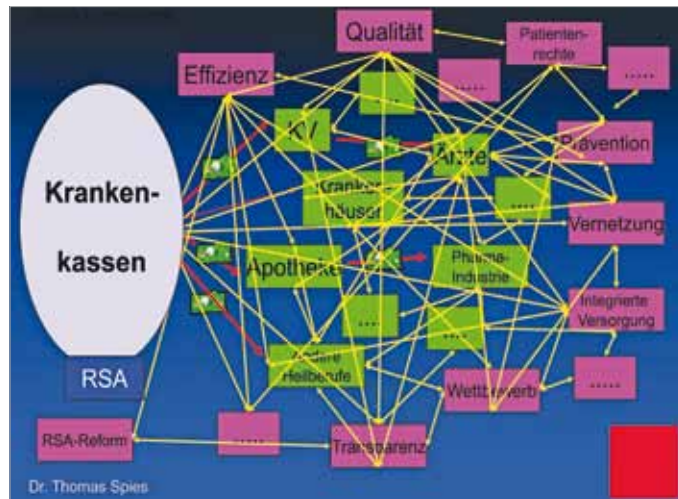 Qualität
Patienten-
rechte
Effizienz
.....
....
.....
KV
Ärzte
Prävention
Kranken-
kassen
Kranken-
häuser
....
Vernetzung
Apotheke
Pharma-
Industrie
Integrierte
Versorgung
....
....
Andere
Heilberufe
RSA
Wettbewerb
.....
.....
RSA-Reform
Transparenz
Dr. Thomas Spies